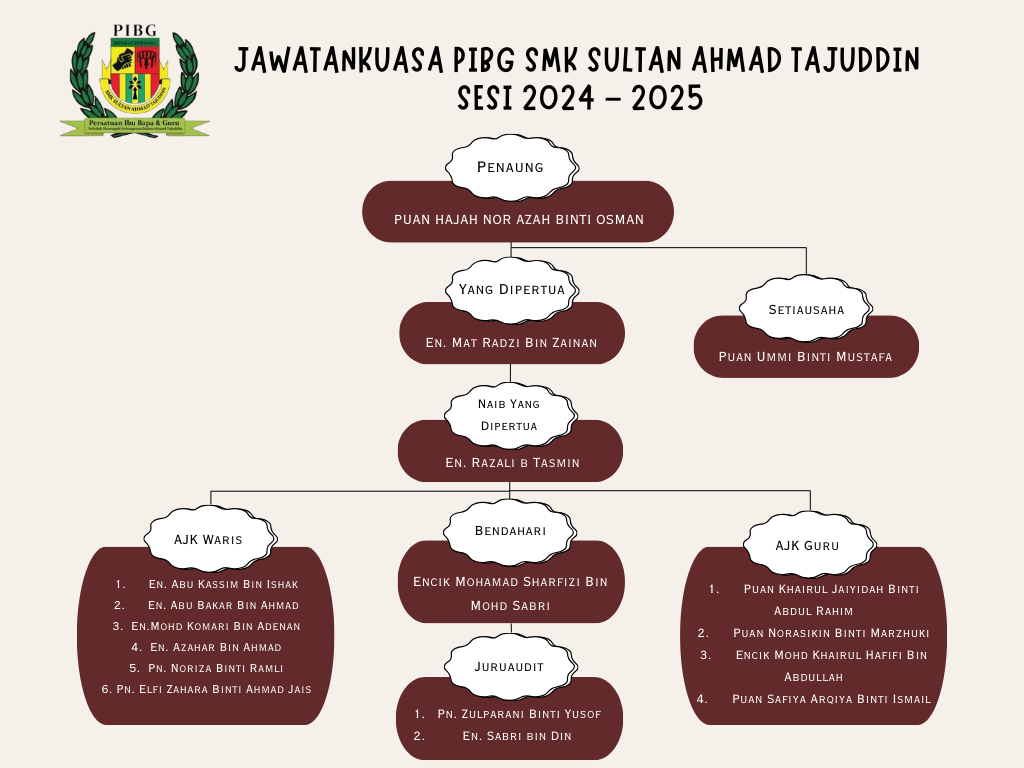 PIBG
SMK SULTAN AHMAD TAJUDDIN
Persatuan Ibu Bapa & Guru
JAWATANKUASA PIBG SMK SULTAN AHMAD TAJUDDIN
SESI 2024 – 2025
Penaung
PUAN HAJAH NOR AZAH BINTI OSMAN
Yang Dipertua
En. Mat Radzi Bin Zainan
Setiausaha
Puan Ummi Binti Mustafa
Naib Yang
Dipertua
En. Razali b Tasmin
AJK Waris
1. En. Abu Kassim Bin Ishak
2. En. Abu Bakar Bin Ahmad
3. En.Mohd Komari Bin Adenan
4. En. Azahar Bin Ahmad
5. Pn. Noriza Binti Ramli
6. Pn. Elfi Zahara Binti Ahmad Jais
Bendahari
Encik Mohamad Sharfizi Bin
Mohd Sabri
Juruaudit
1. Pn. Zulparani Binti Yusof
2. En. Sabri bin Din
AJK Guru
1. Puan Khairul Jaiyidah Binti
Abdul Rahim
2. Puan Norasikin Binti Marzhuki
3. Encik Mohd Khairul Hafifi Bin
Abdullah
4. Puan Safiya Arqiya Binti Ismail